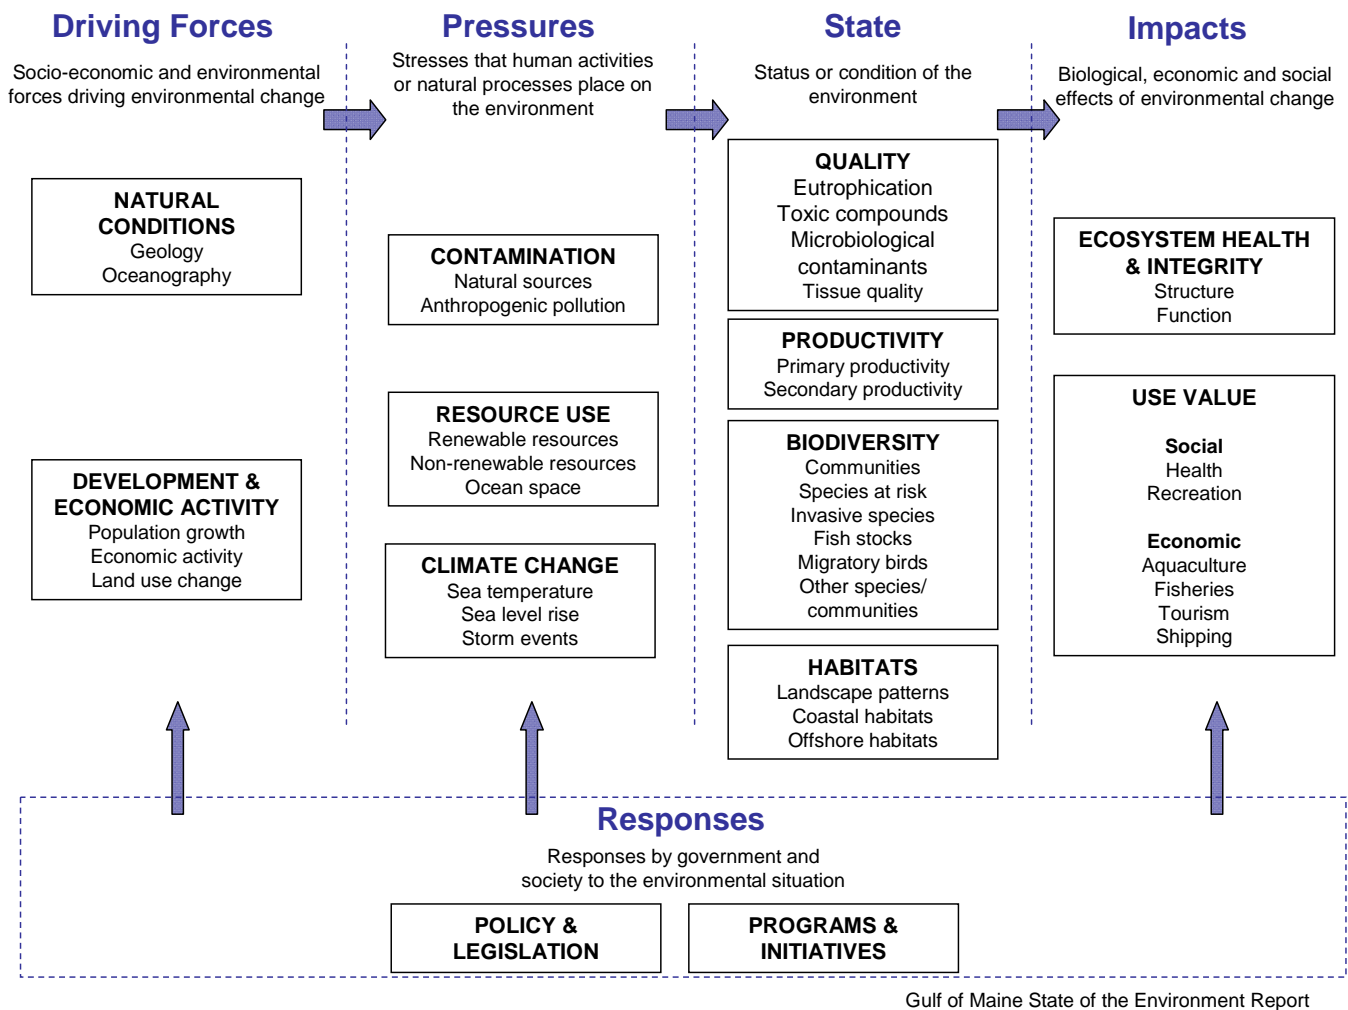 Driving Forces
Socio-economic and environmental
forces driving environmental change
NATURAL
CONDITIONS
Geology
Oceanography
DEVELOPMENT &
ECONOMIC ACTIVITY
Population growth
Economic activity
Land use change
Pressures
Stresses that human activities
or natural processes place on
the environment
CONTAMINATION
Natural sources
Anthropogenic pollution
RESOURCE USE
Renewable resources
Non-renewable resources
Ocean space
CLIMATE CHANGE
Sea temperature
Sea level rise
Storm events
State
Status or condition of the
environment
QUALITY
Eutrophication
Toxic compounds
Microbiological
contaminants
Tissue quality
PRODUCTIVITY
Primary productivity
Secondary productivity
BIODIVERSITY
Communities
Species at risk
Invasive species
Fish stocks
Migratory birds
Other species/
communities
HABITATS
Landscape patterns
Coastal habitats
Offshore habitats
Impacts
Biological, economic and social
effects of environmental change
ECOSYSTEM HEALTH
& INTEGRITY
Structure
Function
USE VALUE
Social
Health
Recreation
Economic
Aquaculture
Fisheries
Tourism
Shipping
Responses
Responses by government and
society to the environmental situation
POLICY &
LEGISLATION
PROGRAMS &
INITIATIVES
Gulf of Maine State of the Environment Report